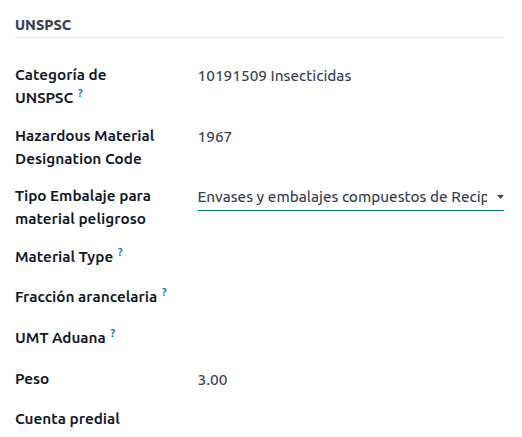 UNSPSC
Categoría de
UNSPSC ?
10191509 Insecticidas
Hazardous Material
Designation Code
1967
Tipo Embalaje para
material peligroso
Envases y embalajes compuestos de Recip
Material Type ?
Fracción arancelaria ?
UMT Aduana ?
Peso
3.00
Cuenta predial